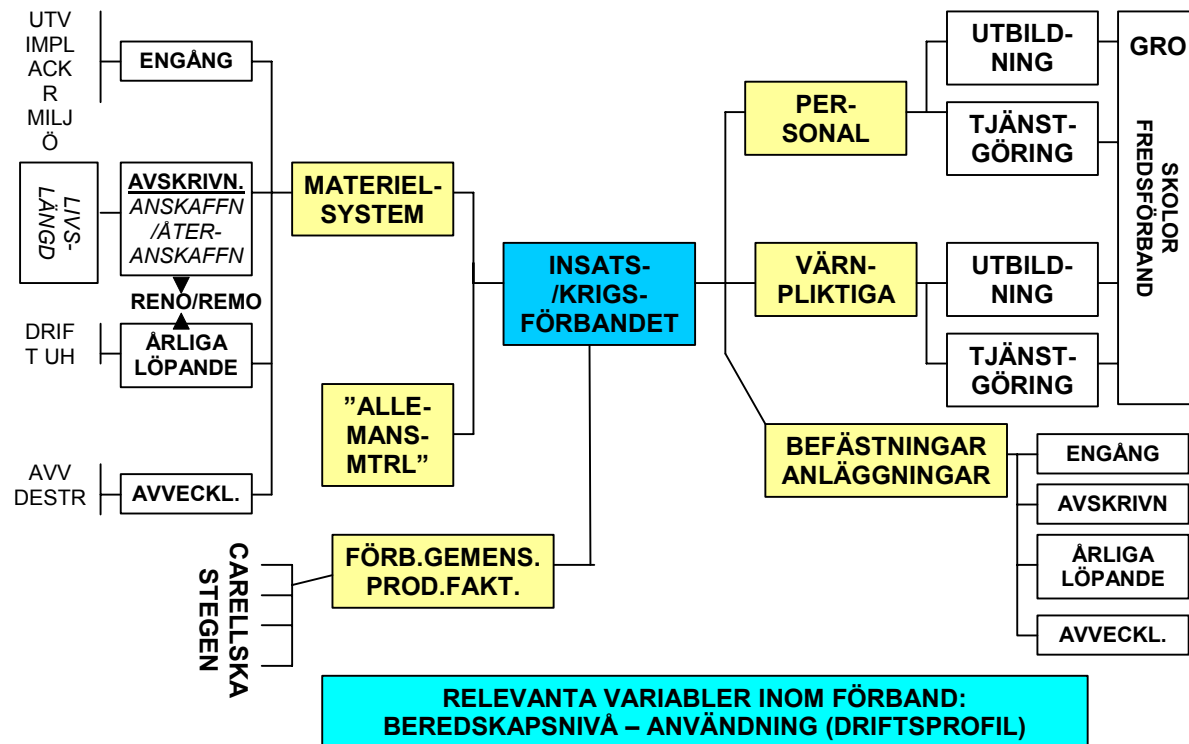 UTV
IMPL
ACK
R
MILJ
Ö
ENGÅNG
LIVS-
LÄNGD
AVSKRIVN.
ANSKAFFN
/ÅTER-
ANSKAFFN
RENO/REMO
DRIF
T UH
ÅRLIGA
LÖPANDE
AVV
DESTR
AVVECKL.
MATERIEL-
SYSTEM
”ALLE-
MANS-
MTRL”
CARELLSKA
STEGEN
FÖRB.GEMENS.
PROD.FAKT.
INSATS-
/KRIGS-
FÖRBANDET
PER-
SONAL
UTBILD-
NING
TJÄNST-
GÖRING
VÄRN-
PLIKTIGA
UTBILD-
NING
TJÄNST-
GÖRING
GRO
SKOLOR
FREDSFÖRBAND
BEFÄSTNINGAR
ANLÄGGNINGAR
ENGÅNG
AVSKRIVN
ÅRLIGA
LÖPANDE
AVVECKL.
RELEVANTA VARIABLER INOM FÖRBAND:
BEREDSKAPSNIVÅ – ANVÄNDNING (DRIFTSPROFIL)